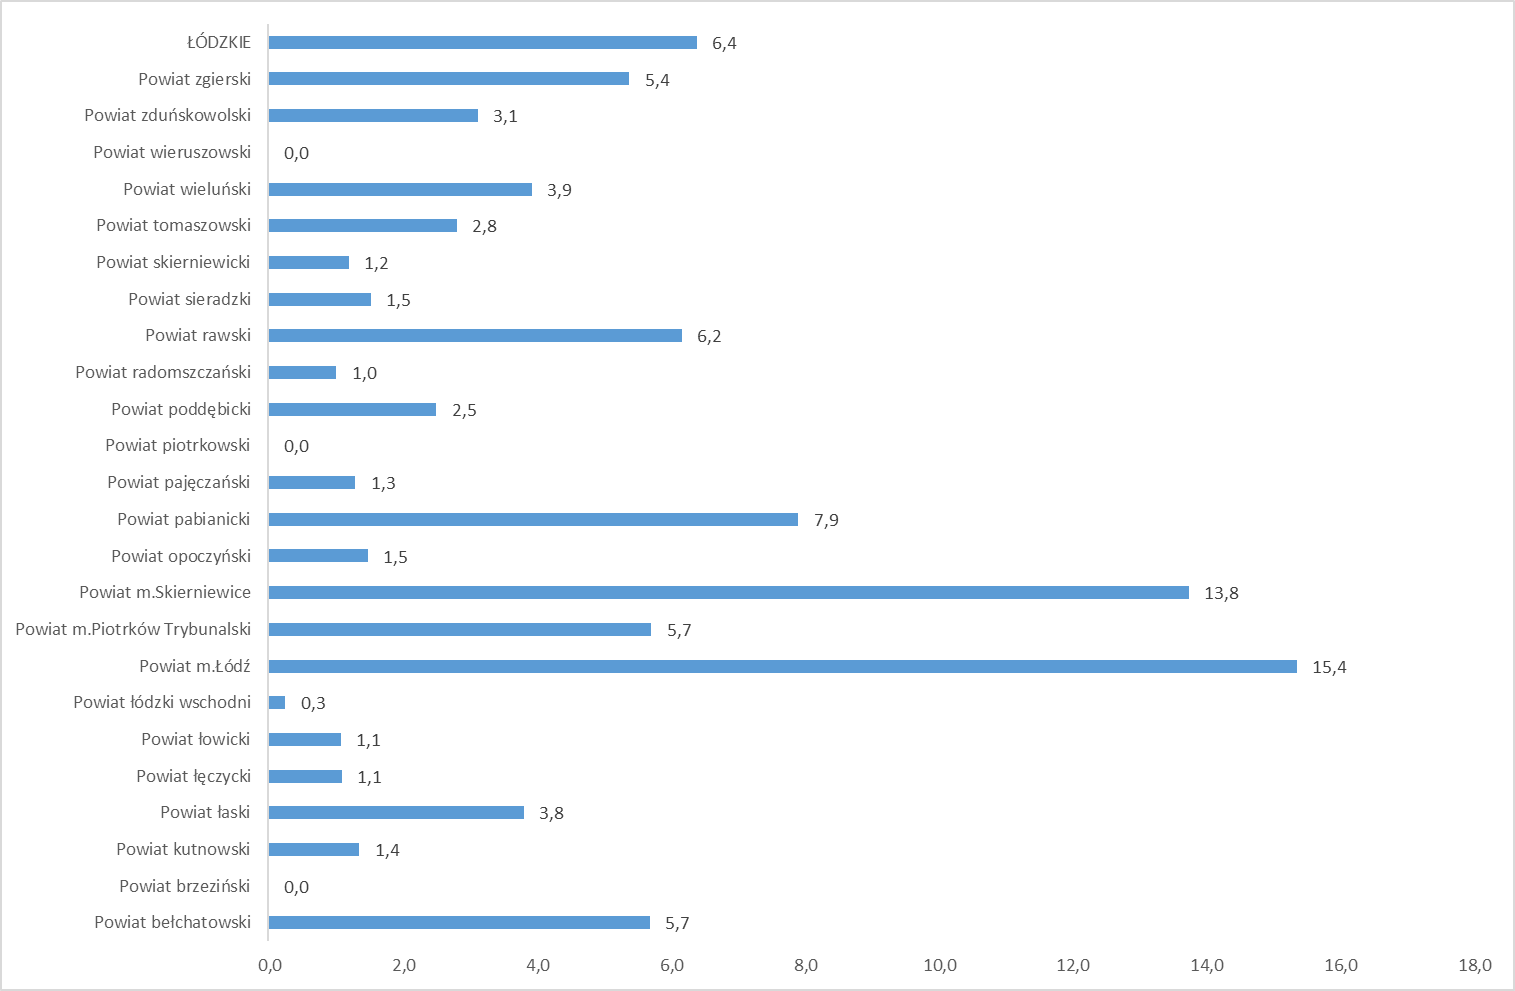 ŁÓDZKIE 6,4
Powiat zgierski 5,4
Powiat zduńskowolski 3,1
Powiat wieruszowski 0,0
Powiat wieluński 3,9
Powiat tomaszowski 2,8
Powiat skierniewicki 1,2
Powiat sieradzki 1,5
Powiat rawski 6,2
Powiat radomszczański 1,0
Powiat poddębicki 2,5
Powiat piotrkowski 0,0
Powiat pajęczański 1,3
Powiat pabianicki 7,9
Powiat opoczyński 1,5
Powiat m.Skierniewice 13,8
Powiat m.Piotrków Trybunalski 5,7
Powiat m.Łódź 15,4
Powiat łódzki wschodni 0,3
Powiat łowicki 1,1
Powiat łęczycki 1,1
Powiat łaski 3,8
Powiat kutnowski 1,4
Powiat brzeziński 0,0
Powiat bełchatowski 5,7
0,0 2,0 4,0 6,0 8,0 10,0 12,0 14,0 16,0 18,0